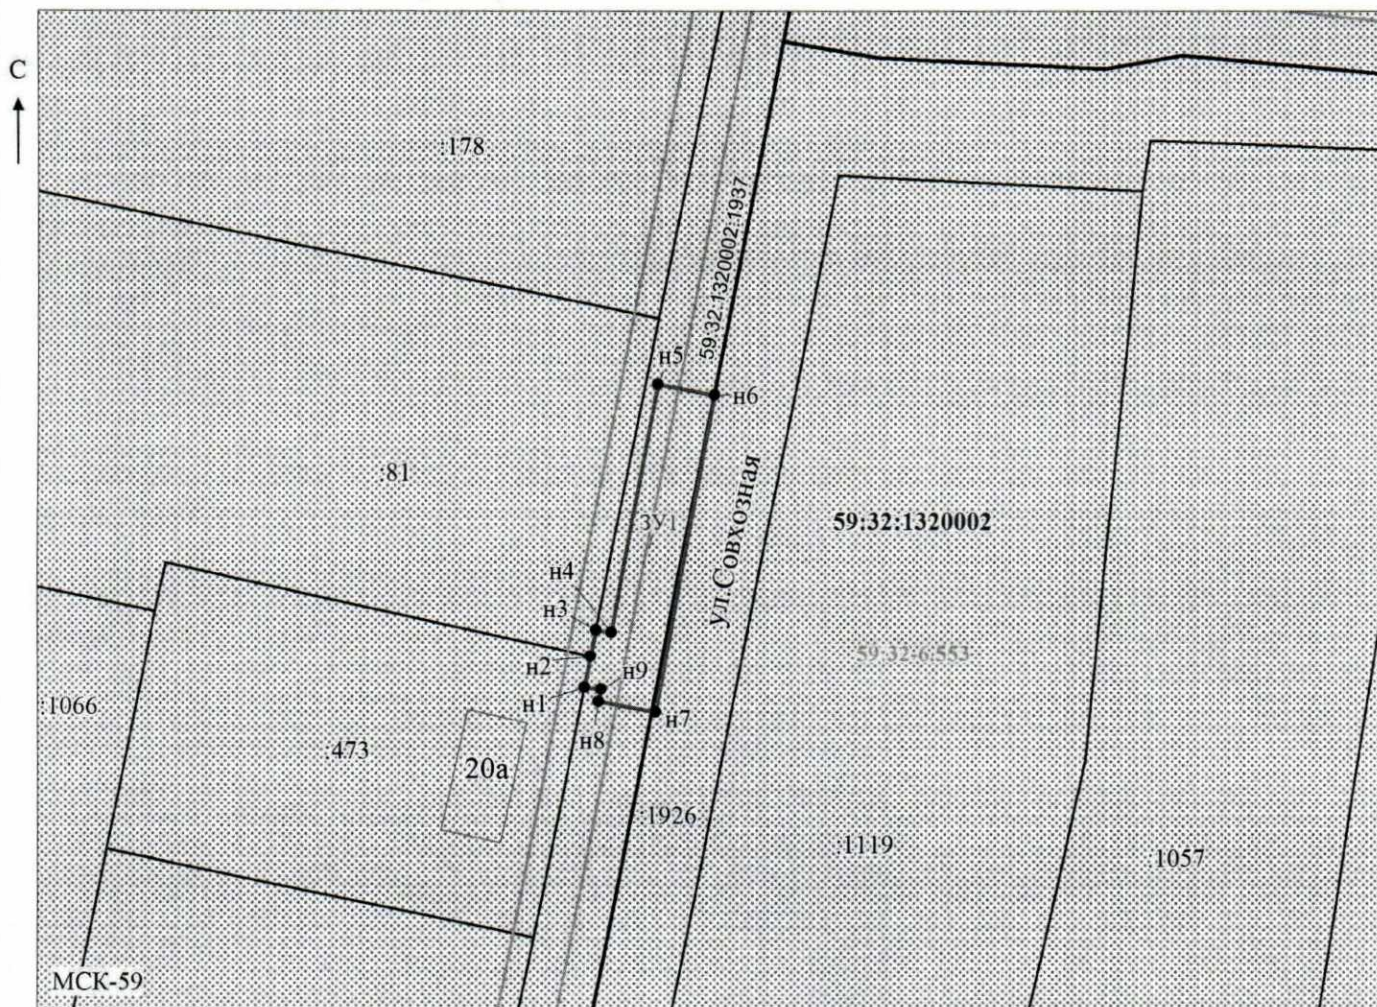 С
:178
59:32:1320002:1937
н5
н6
:81
ЗУ1
ул.Совхозная
59:32:1320002
н4
н3
н2
н9
59:32-6.553
:1066
н1
н8
н7
:473
20а
:1926
:1119
:1057
МСК-59